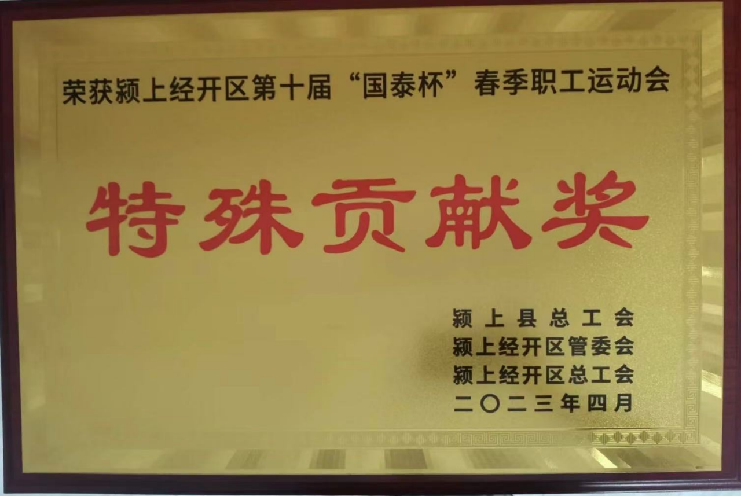 荣获颍上经开区第十届“国泰杯”春季职工运动会
特殊贡献奖
颍上县总工会
颍上经开区管委会
颍上经开区总工会
二〇二三年四月